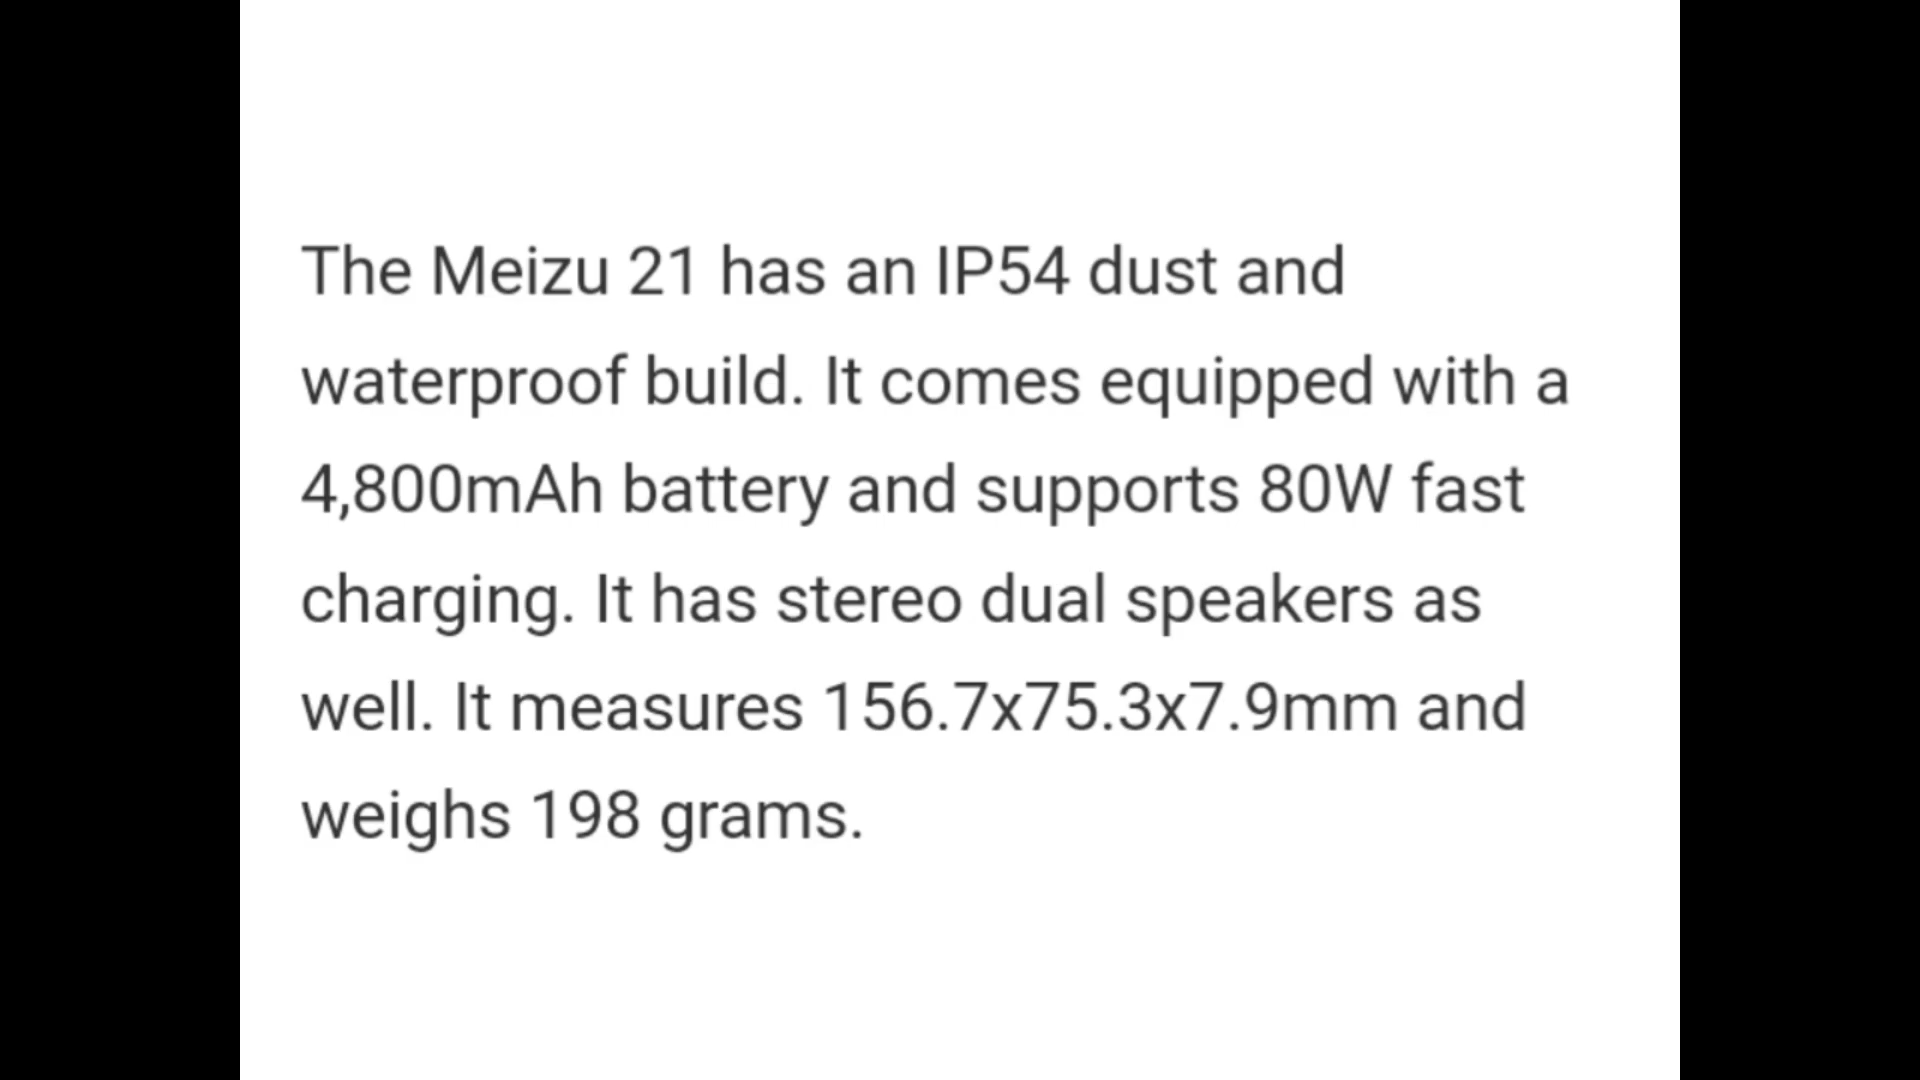 The Meizu 21 has an IP54 dust and
waterproof build. It comes equipped with a
4,800mAh battery and supports 80W fast
charging. It has stereo dual speakers as
well. It measures 156.7x75.3x7.9mm and
weighs 198 grams.